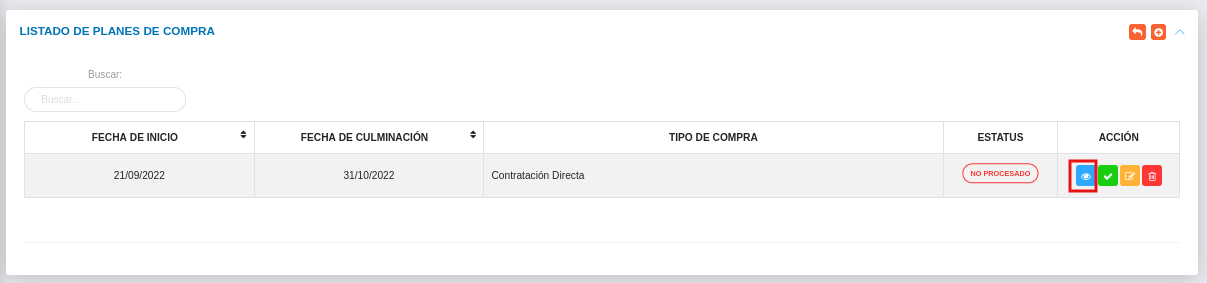 LISTADO DE PLANES DE COMPRA
Buscar:
Buscar...
FECHA DE INICIO FECHA DE CULMINACIÓN TIPO DE COMPRA ESTATUS ACCIÓN
21/09/2022 31/10/2022 Contratación Directa NO PROCESADO